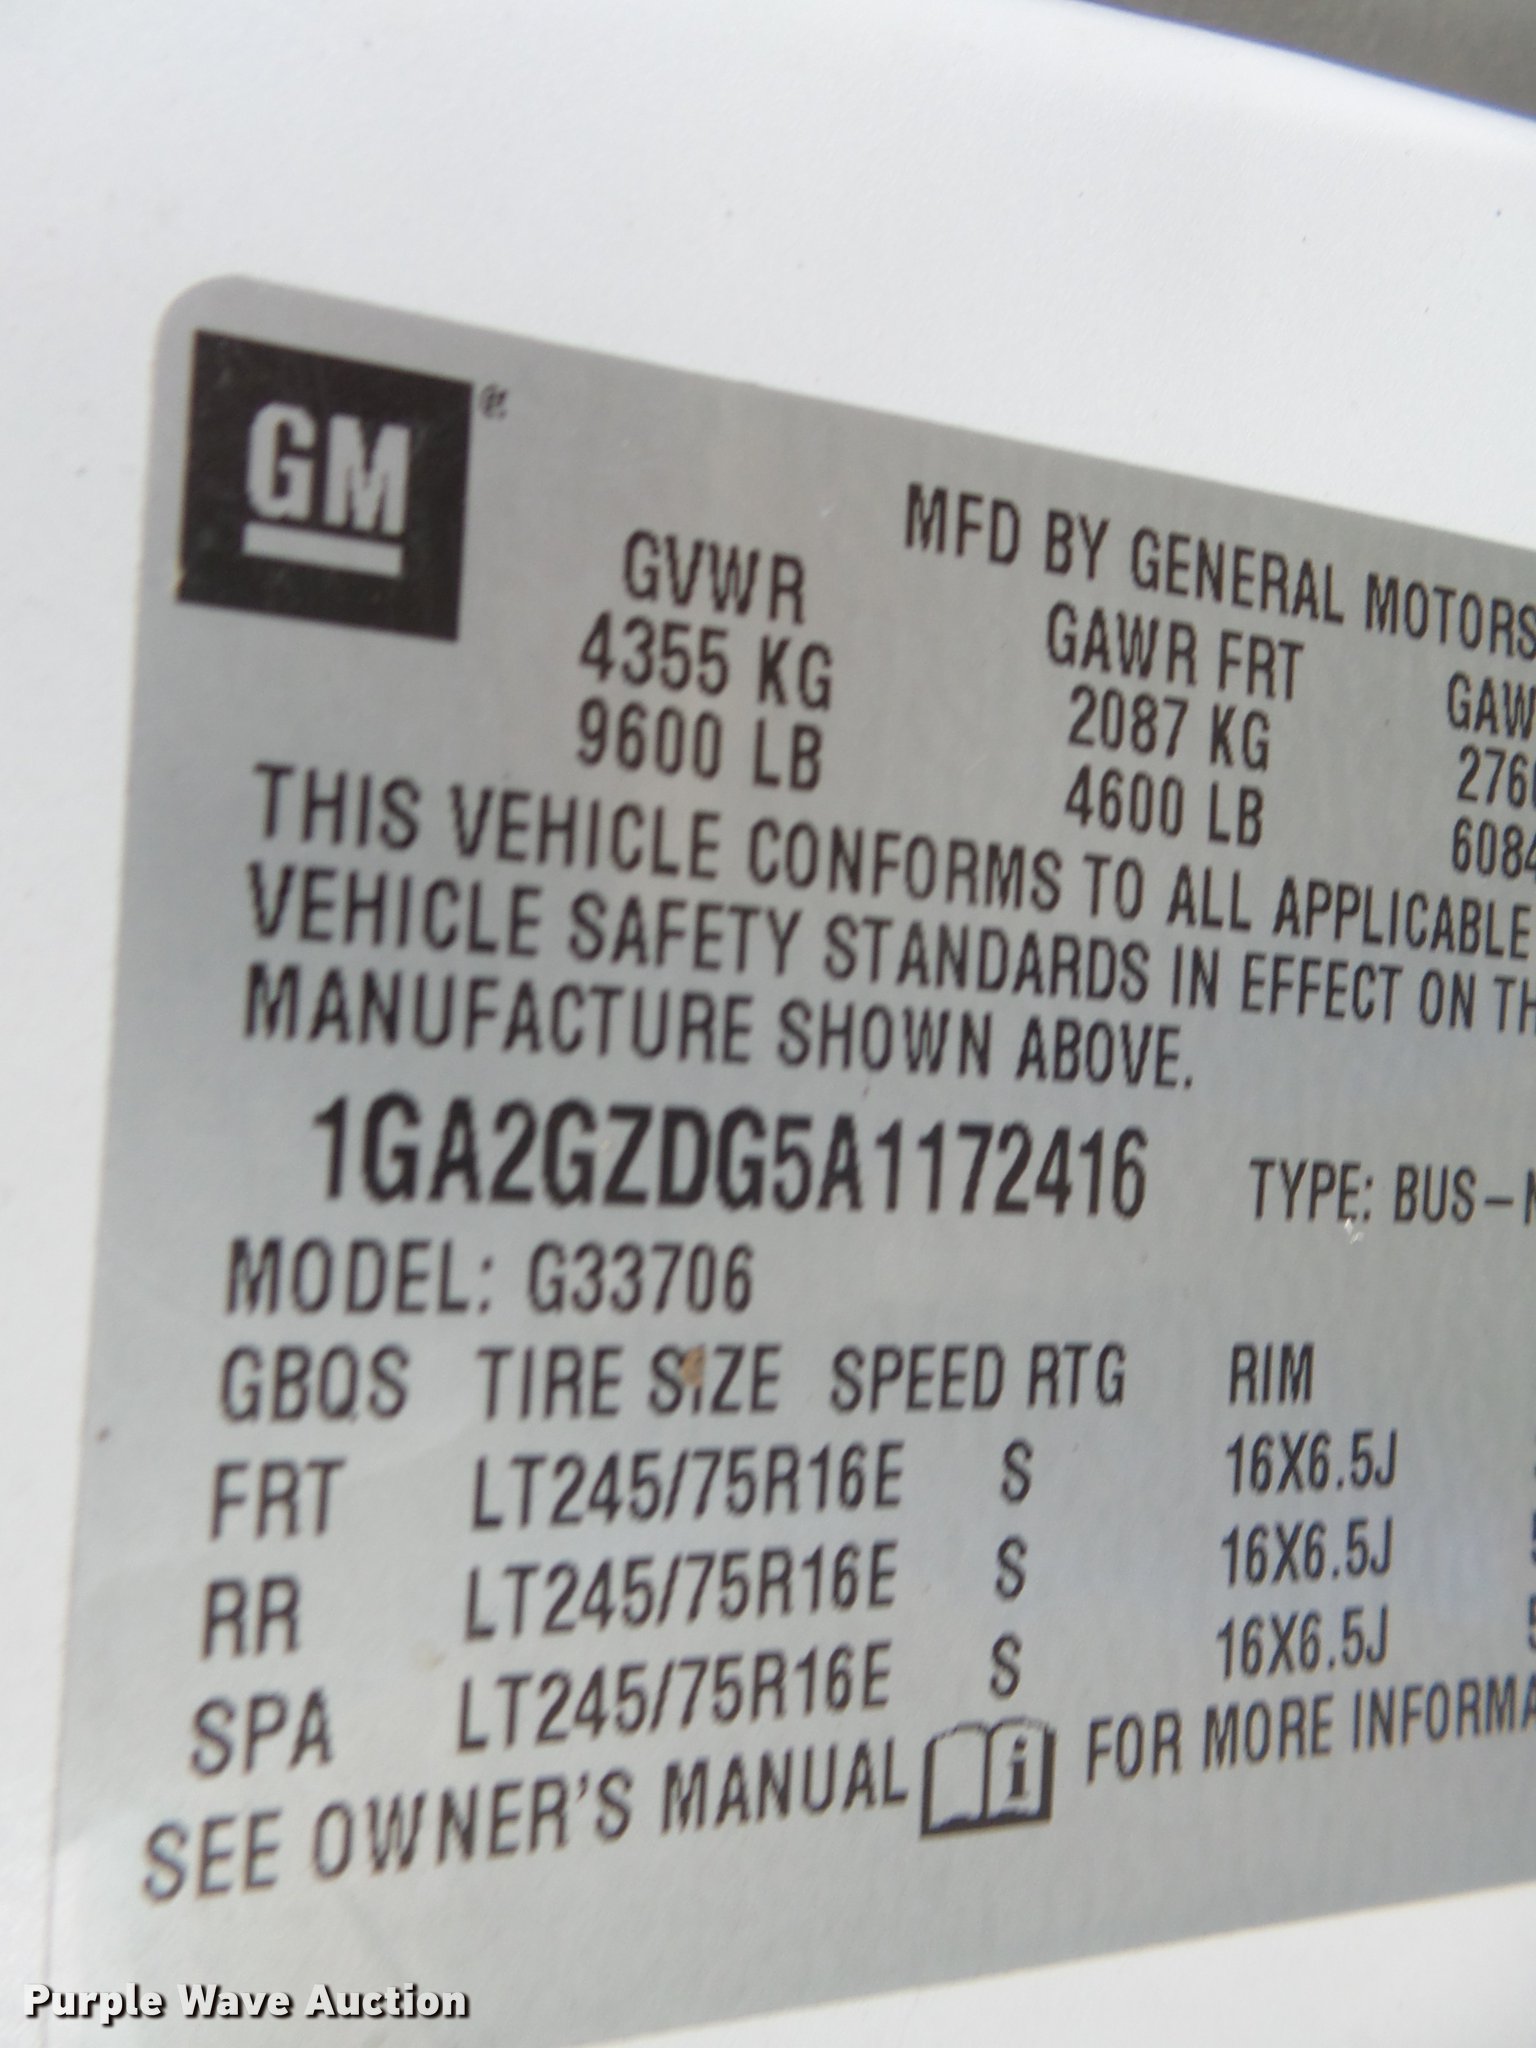 GM
MFD BY GENERAL MOTORS
GVWR GAWR FRT
4355 KG 2087 KG
9600 LB 4600 LB
THIS VEHICLE CONFORMS TO ALL APPLICABLE
VEHICLE SAFETY STANDARDS IN EFFECT ON
MANUFACTURE SHOWN ABOVE.
1GA2GZDG5A1172416 TYPE: BUS–
MODEL: G33706
GBQS TIRE SIZE SPEED RTG RIM
FRT LT245/75R16E S 16X6.5J
RR LT245/75R16E S 16X6.5J
SPA LT245/75R16E S 16X6.5J
SEE OWNER'S MANUAL i FOR MORE
Purple Wave Auction